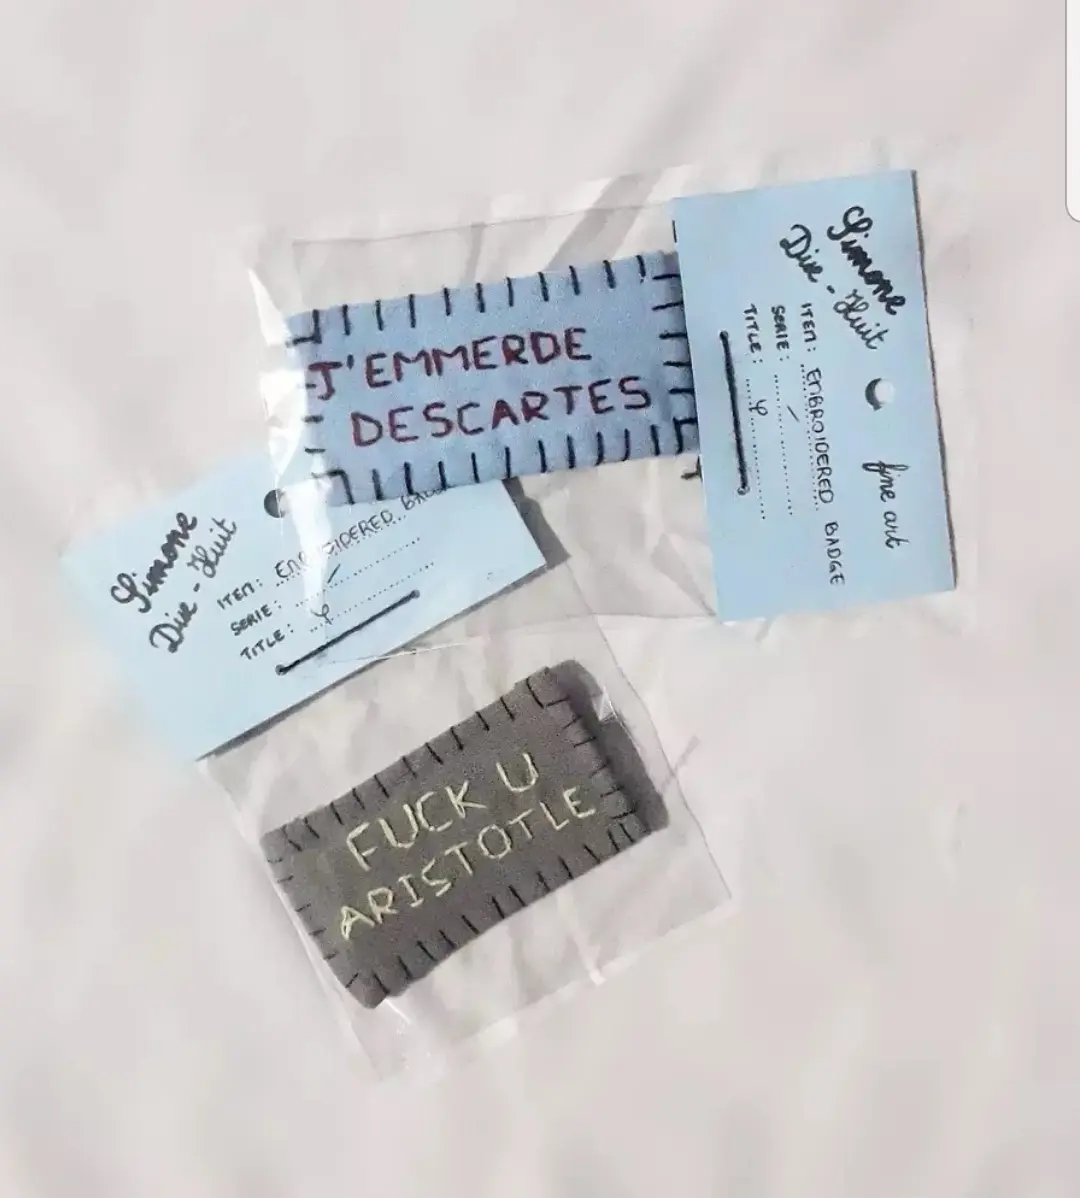 J'EMMERDE
DESCARTES
Simone
Dix-Huit
fine art
ITEM: EMBROIDERED BADGE
SERIE: /
TITLE: φ
Simone
Dix-Huit
ITEM: EMBROIDERED
SERIE: /
TITLE: φ
FUCK U
ARISTOTLE